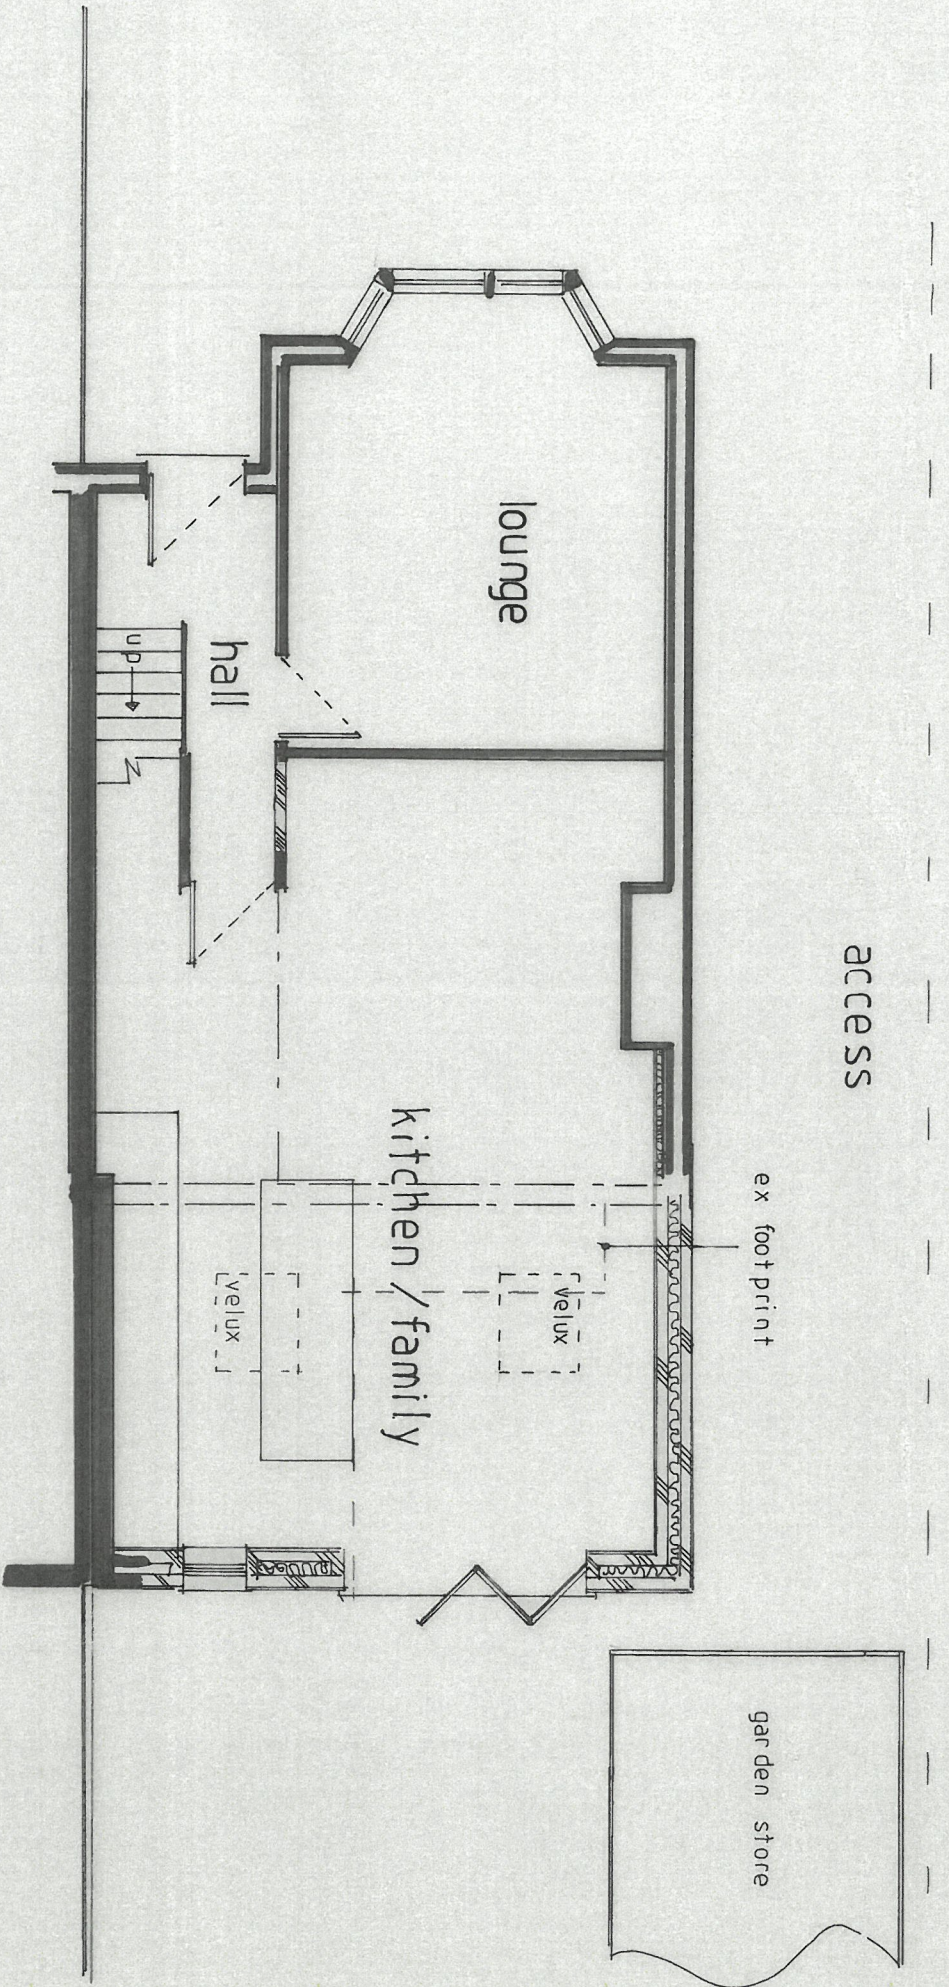 access
ex footprint
garden store
lounge
kitchen/family
velux
velux
hall
up